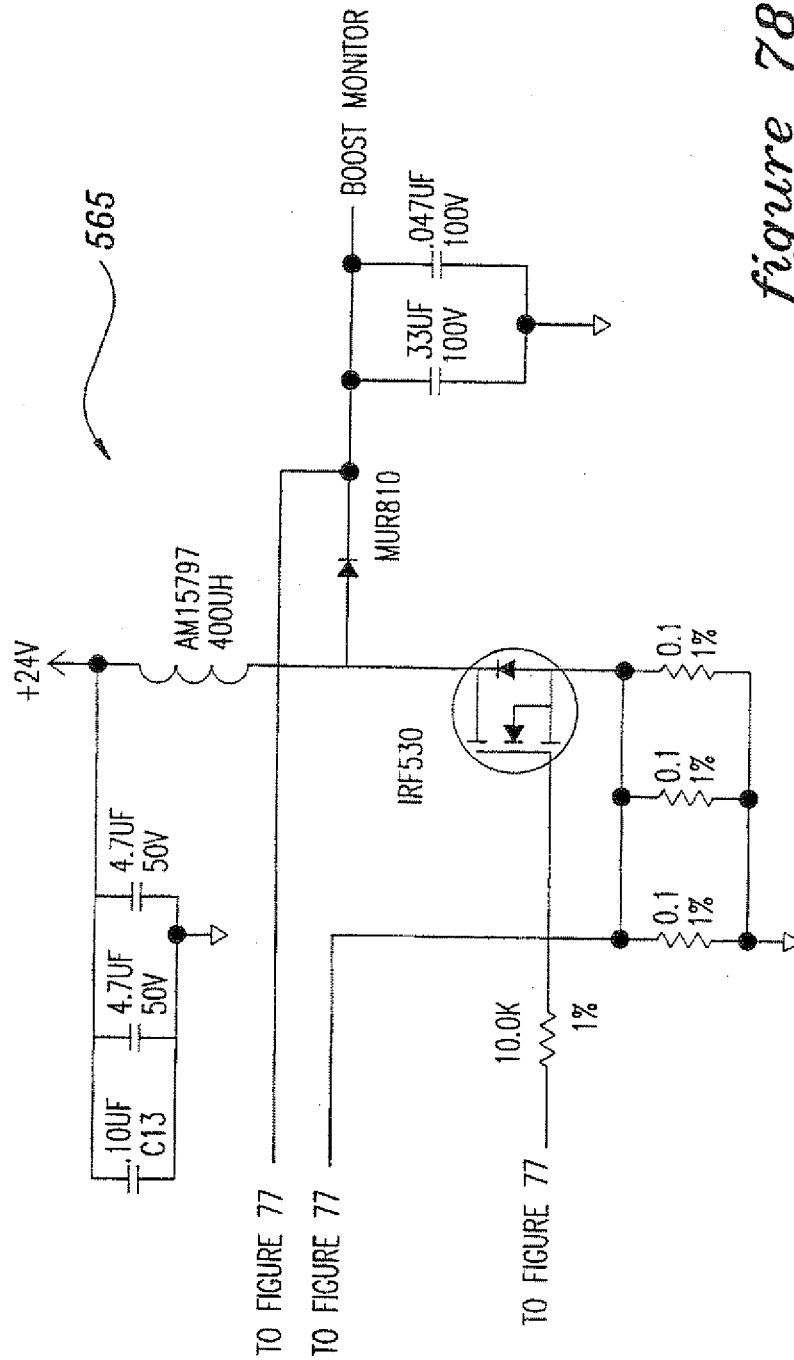 +24V
565
.10UF
C13
4.7UF
50V
4.7UF
50V
AM15797
400UH
TO FIGURE 77
TO FIGURE 77
BOOST MONITOR
MUR810
33UF
100V
.047UF
100V
IRF530
10.0K
1%
TO FIGURE 77
0.1
1%
0.1
1%
0.1
1%
figure 78